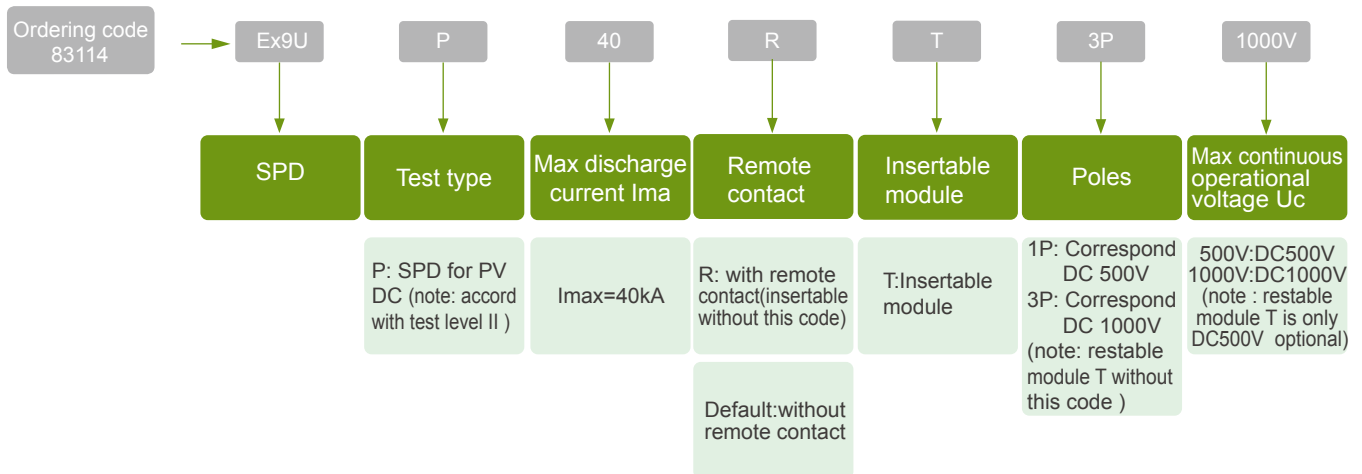 Ordering code
83114
Ex9U
P
40
R
T
3P
1000V
SPD
Test type
Max discharge
current Ima
Remote
contact
Insertable
module
Poles
Max continuous
operational
voltage Uc
P: SPD for PV
DC (note: accord
with test level II )
Imax=40kA
R: with remote
contact(insertable
without this code)
Default:without
remote contact
T:Insertable
module
1P: Correspond
DC 500V
3P: Correspond
DC 1000V
(note: restable
module T without
this code )
500V:DC500V
1000V:DC1000V
(note : restable
module T is only
DC500V optional)